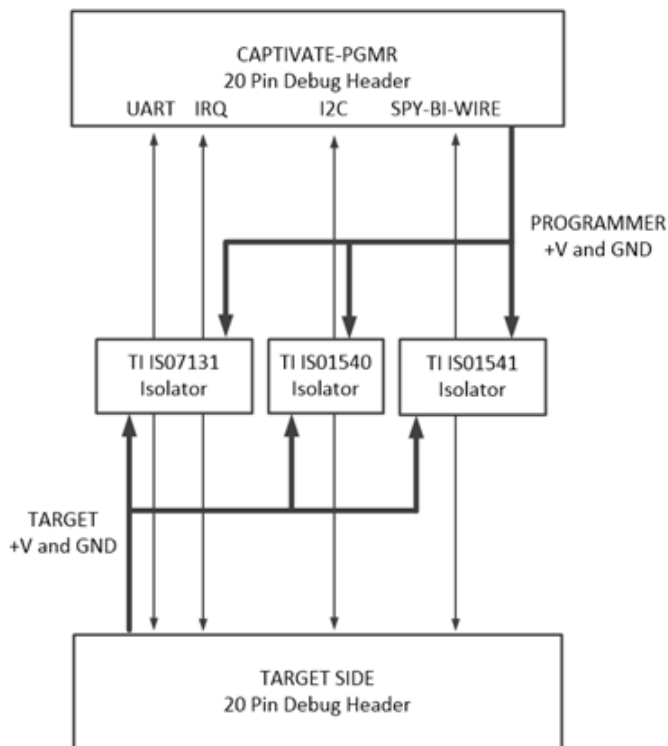 CAPTIVATE-PGMR
20 Pin Debug Header
UART IRQ I2C SPY-BI-WIRE
PROGRAMMER
+V and GND
TI IS07131
Isolator
TI IS01540
Isolator
TI IS01541
Isolator
TARGET
+V and GND
TARGET SIDE
20 Pin Debug Header